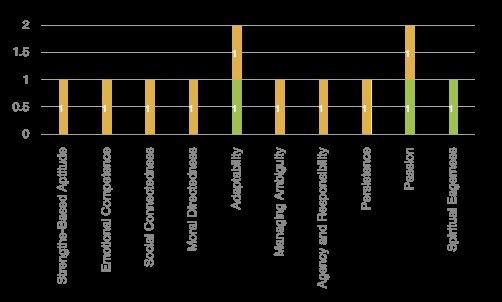 2
1.5
1
0.5
0
1
1
1
1
1
1
1
1
1
1
1
1
Strengths-Based Aptitude
Emotional Competence
Social Connectedness
Moral Directedness
Adaptability
Managing Ambiguity
Agency and Responsibility
Persistence
Passion
Spiritual Eagerness